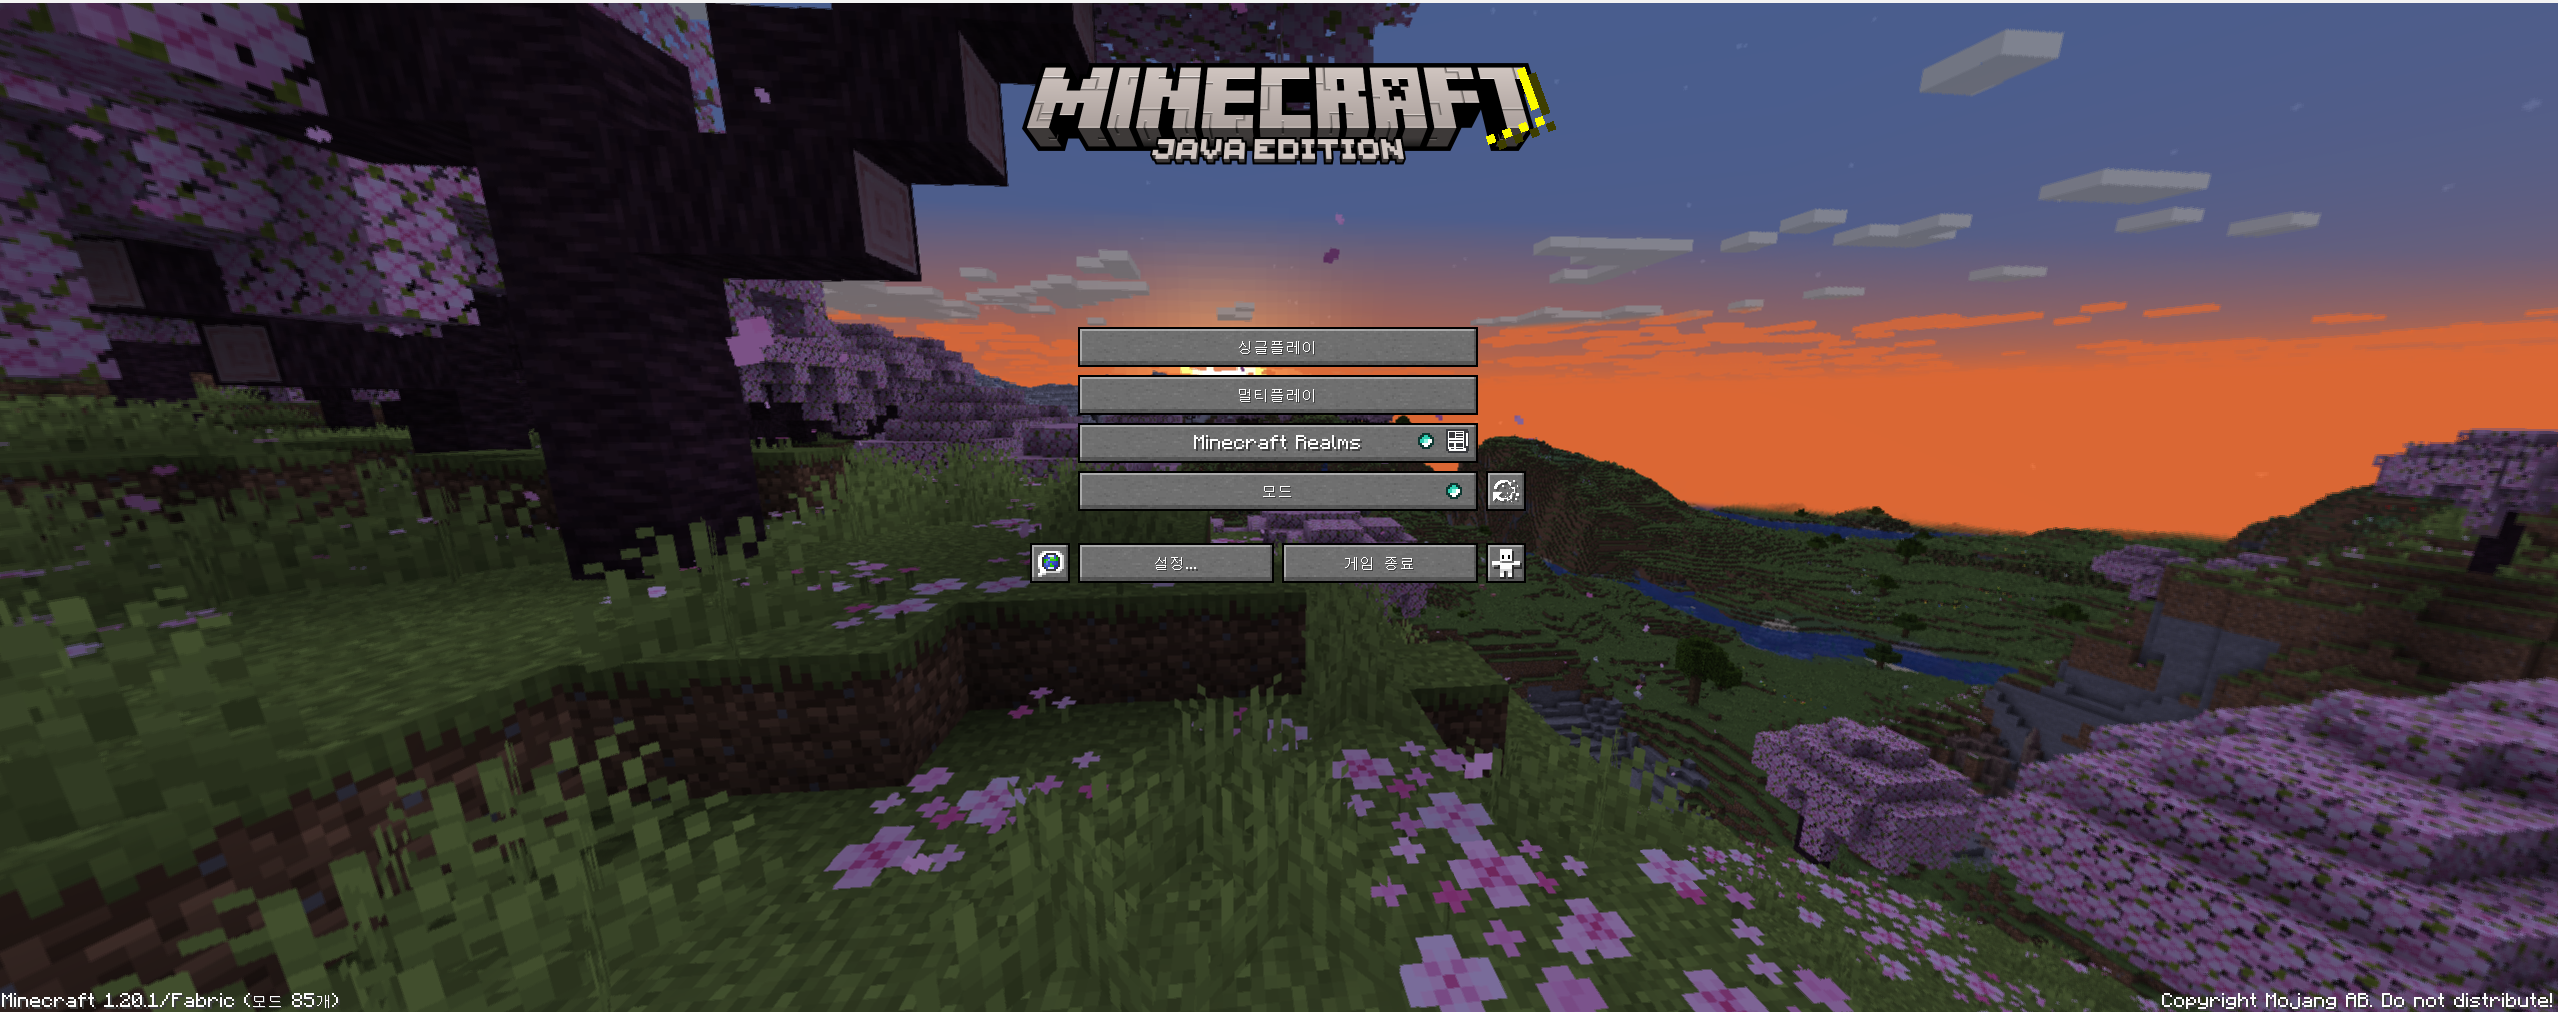 MINECRAFT
JAVA EDITION
싱글플레이
멀티플레이
Minecraft Realms
모드
설정...
게임 종료
Minecraft 1.20.1/Fabric (모드 85개)
Copyright Mojang AB. Do not distribute!